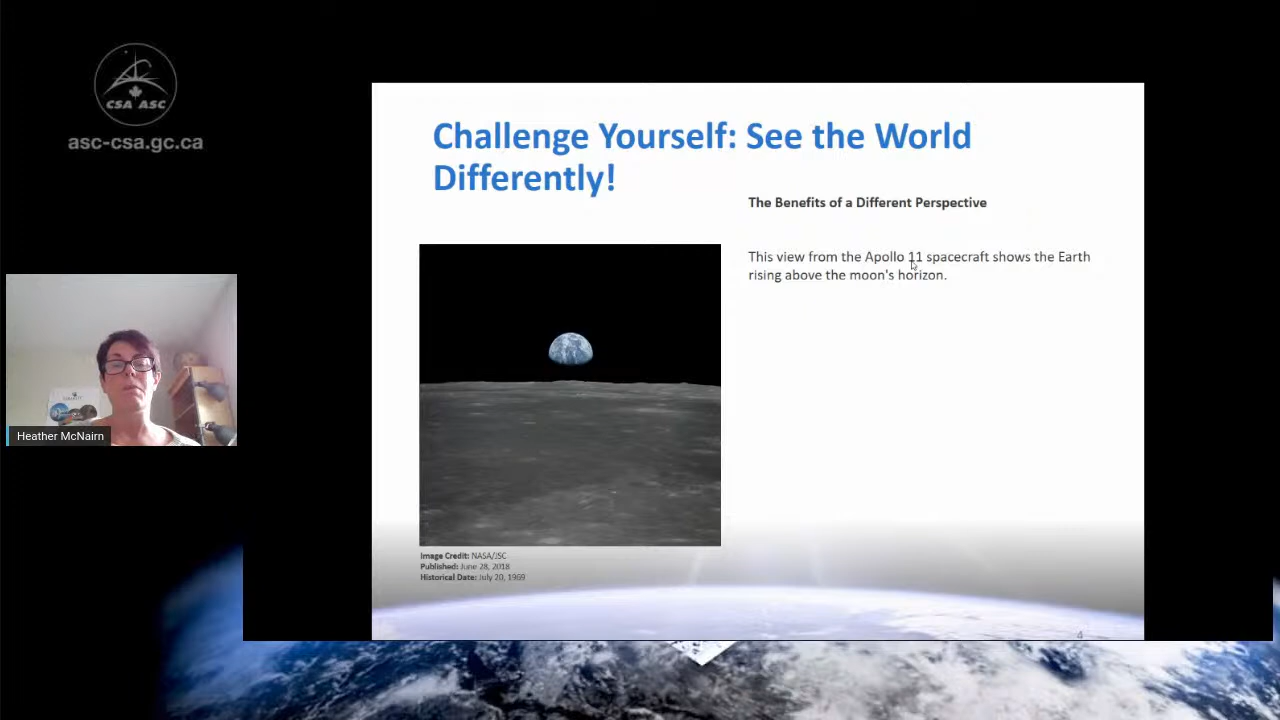 CSA ASC
asc-csa.gc.ca
Challenge Yourself: See the World
Differently!
The Benefits of a Different Perspective
This view from the Apollo 11 spacecraft shows the Earth
rising above the moon's horizon.
Heather McNairn
Image Credit: NASA/JSC
Published: June 28, 2018
Historical Date: July 20, 1969
4